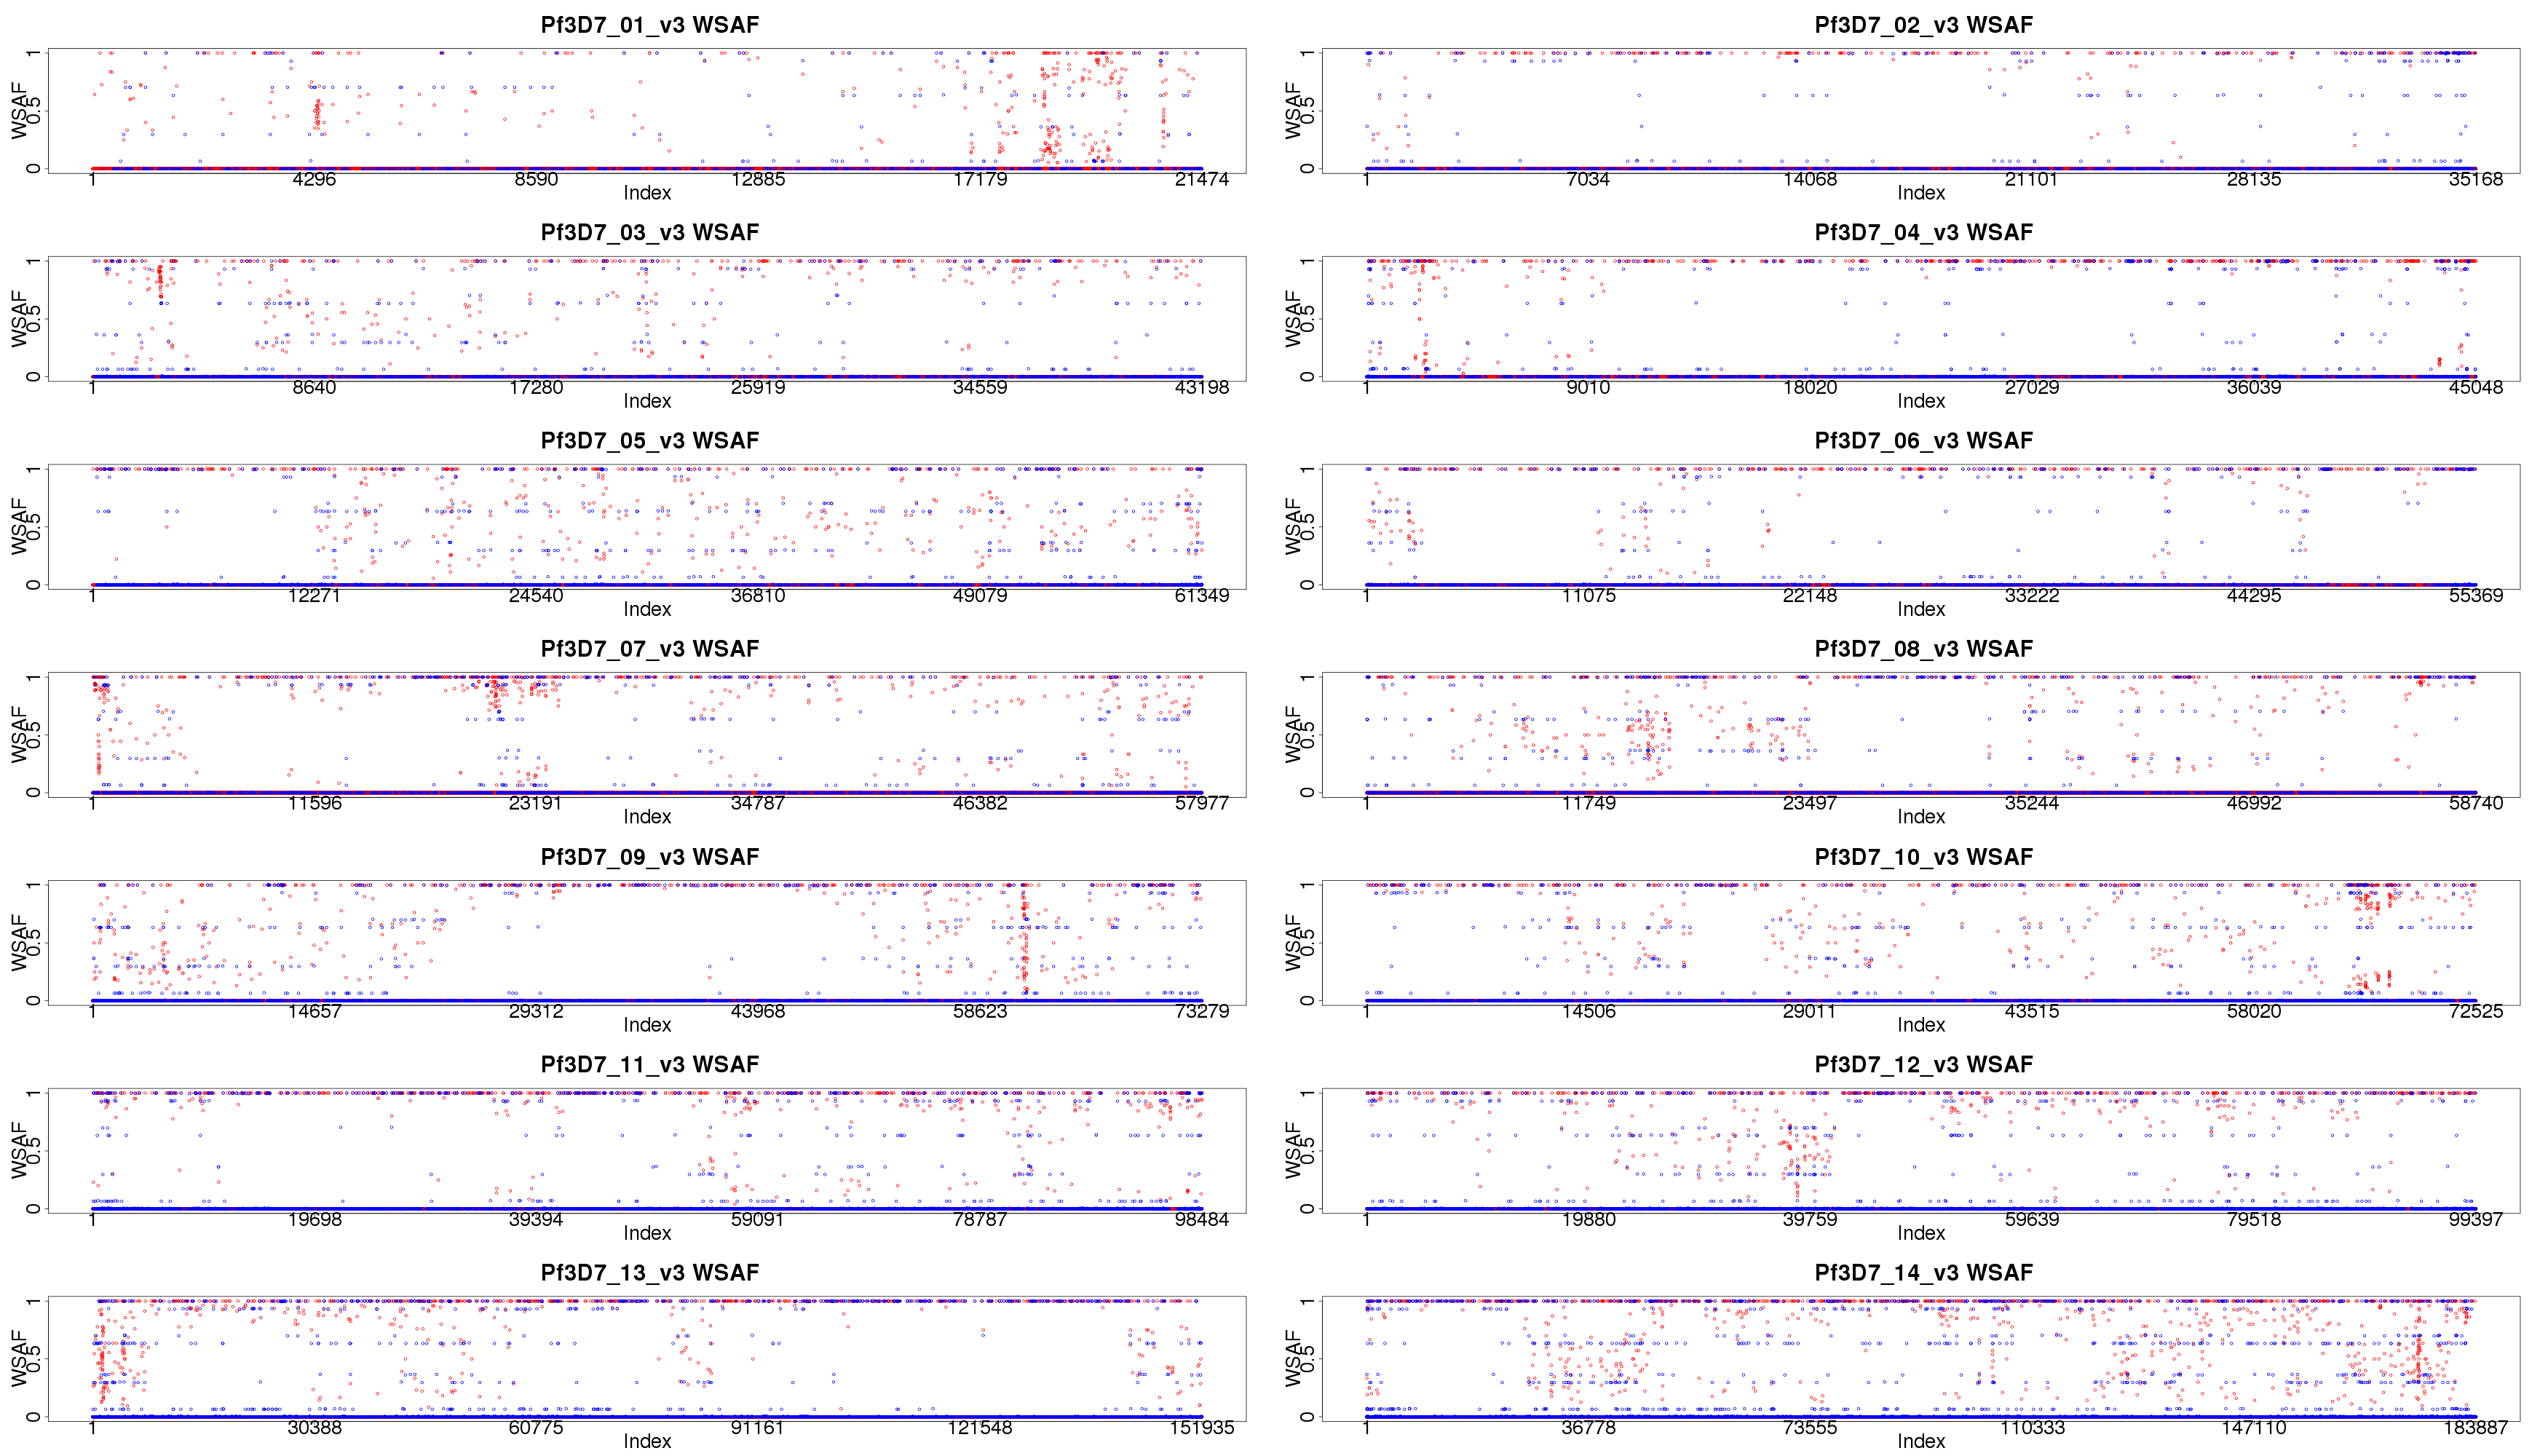 Pf3D7_01_v3 WSAF
WSAF
0 0.5 1
1 4296 8590 12885 17179 21474
Index
Pf3D7_02_v3 WSAF
WSAF
0 0.5 1
1 7034 14068 21101 28135 35168
Index
Pf3D7_03_v3 WSAF
WSAF
0 0.5 1
1 8640 17280 25919 34559 43198
Index
Pf3D7_04_v3 WSAF
WSAF
0 0.5 1
1 9010 18020 27029 36039 45048
Index
Pf3D7_05_v3 WSAF
WSAF
0 0.5 1
1 12271 24540 36810 49079 61349
Index
Pf3D7_06_v3 WSAF
WSAF
0 0.5 1
1 11075 22148 33222 44295 55369
Index
Pf3D7_07_v3 WSAF
WSAF
0 0.5 1
1 11596 23191 34787 46382 57977
Index
Pf3D7_08_v3 WSAF
WSAF
0 0.5 1
1 11749 23497 35244 46992 58740
Index
Pf3D7_09_v3 WSAF
WSAF
0 0.5 1
1 14657 29312 43968 58623 73279
Index
Pf3D7_10_v3 WSAF
WSAF
0 0.5 1
1 14506 29011 43515 58020 72525
Index
Pf3D7_11_v3 WSAF
WSAF
0 0.5 1
1 19698 39394 59091 78787 98484
Index
Pf3D7_12_v3 WSAF
WSAF
0 0.5 1
1 19880 39759 59639 79518 99397
Index
Pf3D7_13_v3 WSAF
WSAF
0 0.5 1
1 30388 60775 91161 121548 151935
Index
Pf3D7_14_v3 WSAF
WSAF
0 0.5 1
1 36778 73555 110333 147110 183887
Index